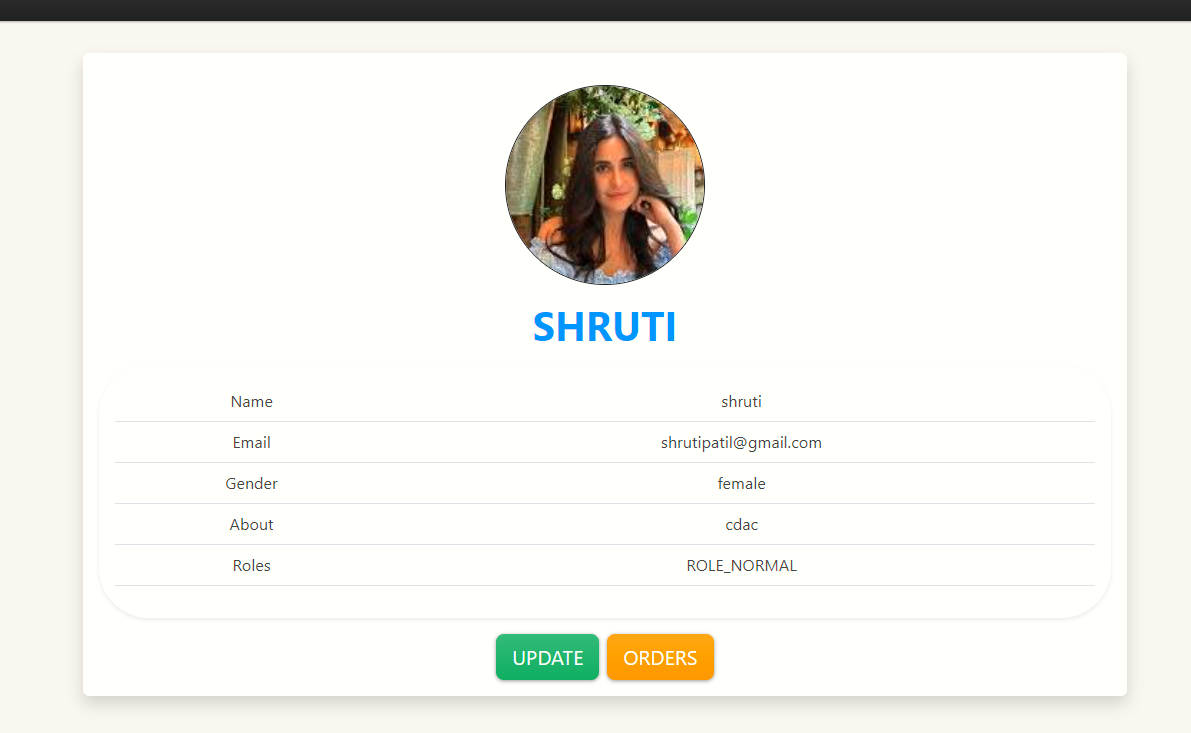 SHRUTI
Name shruti
Email shrutipatil@gmail.com
Gender female
About cdac
Roles ROLE_NORMAL
UPDATE ORDERS